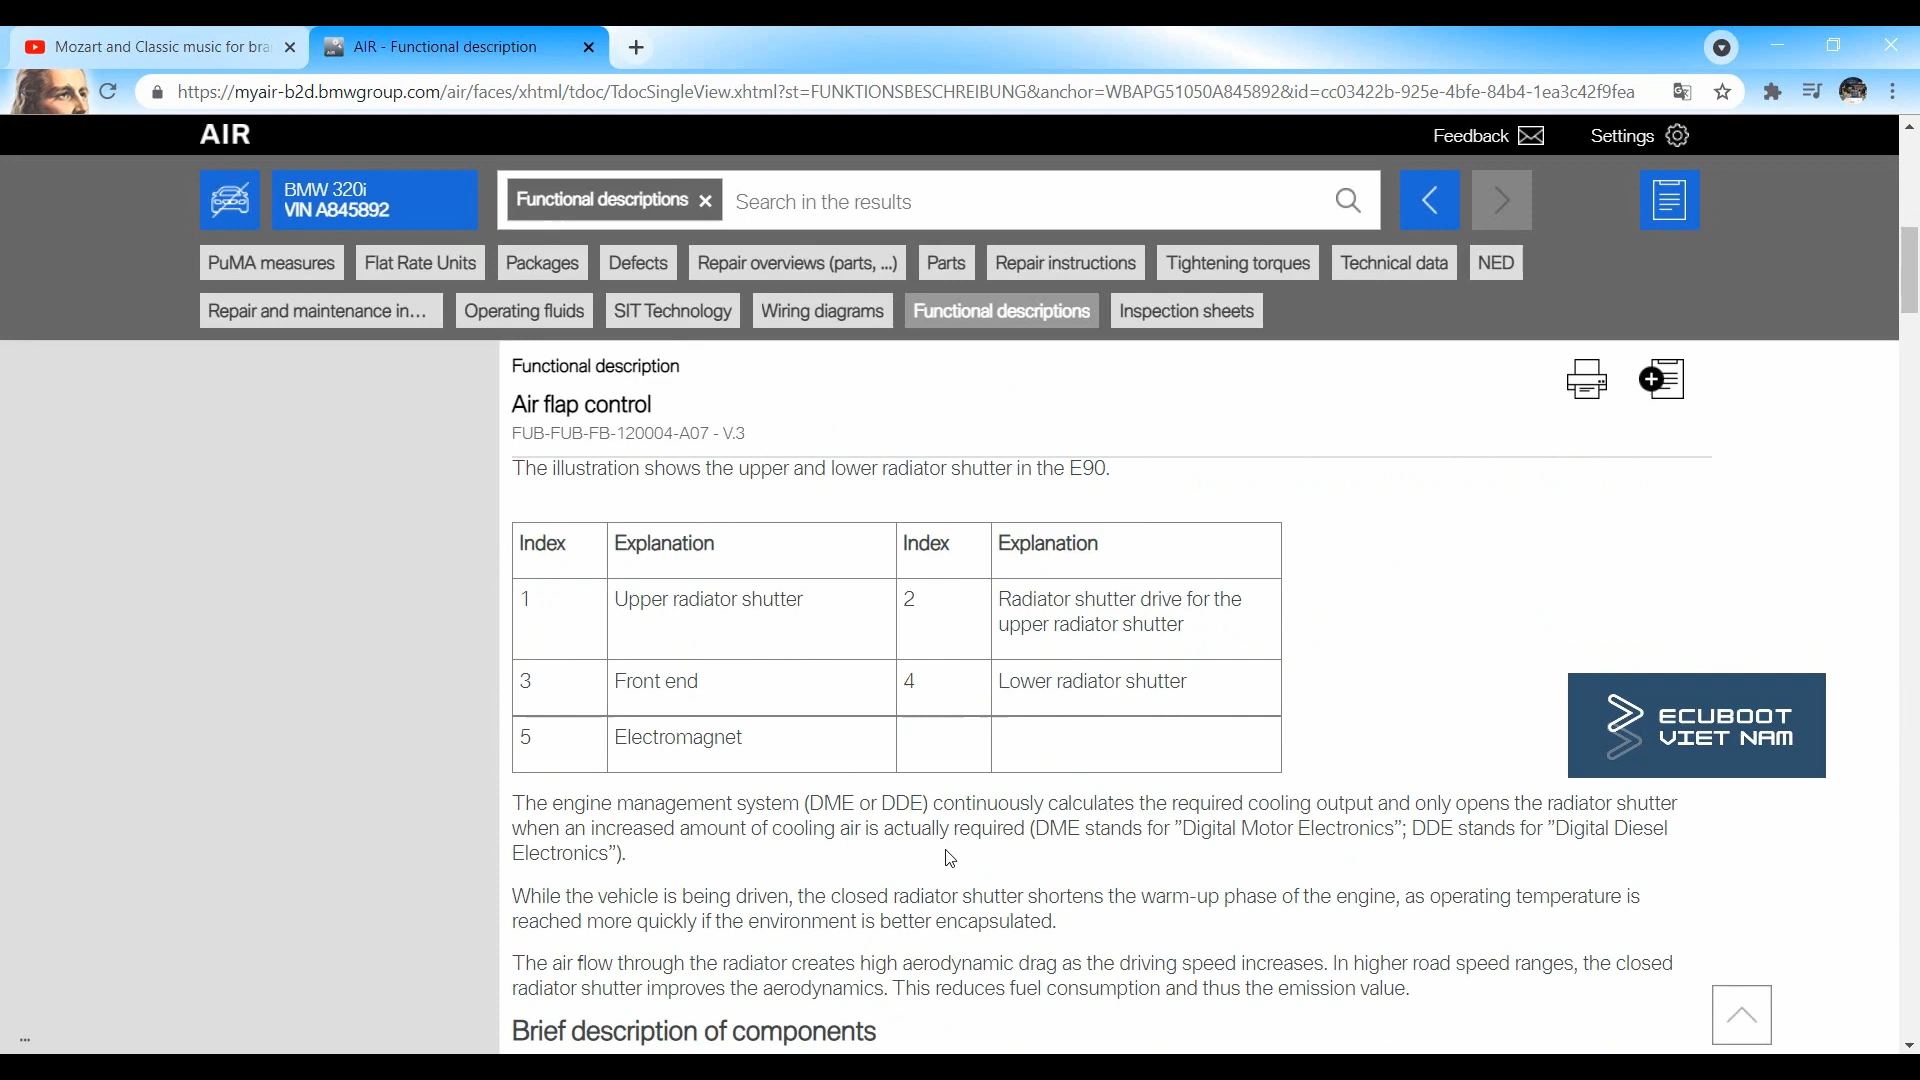 Mozart and Classic music for bra
AIR - Functional description
https://myair-b2d.bmwgroup.com/air/faces/xhtml/tdoc/TdocSingleView.xhtml?st=FUNKTIONSBESCHREIBUNG&anchor=WBAPG51050A845892&id=cc03422b-925e-4bfe-84b4-1ea3c42f9fea
AIR
Feedback
Settings
BMW 320i
VIN A845892
Functional descriptions
Search in the results
PuMA measures
Flat Rate Units
Packages
Defects
Repair overviews (parts, ...)
Parts
Repair instructions
Tightening torques
Technical data
NED
Repair and maintenance in...
Operating fluids
SIT Technology
Wiring diagrams
Functional descriptions
Inspection sheets
Functional description
Air flap control
FUB-FUB-FB-120004-A07 - V.3
The illustration shows the upper and lower radiator shutter in the E90.
Index Explanation Index Explanation
1 Upper radiator shutter 2 Radiator shutter drive for the
upper radiator shutter
3 Front end 4 Lower radiator shutter
5 Electromagnet
ECUBOOT
VIET NAM
The engine management system (DME or DDE) continuously calculates the required cooling output and only opens the radiator shutter
when an increased amount of cooling air is actually required (DME stands for ”Digital Motor Electronics”; DDE stands for ”Digital Diesel
Electronics”).
While the vehicle is being driven, the closed radiator shutter shortens the warm-up phase of the engine, as operating temperature is
reached more quickly if the environment is better encapsulated.
The air flow through the radiator creates high aerodynamic drag as the driving speed increases. In higher road speed ranges, the closed
radiator shutter improves the aerodynamics. This reduces fuel consumption and thus the emission value.
Brief description of components
...